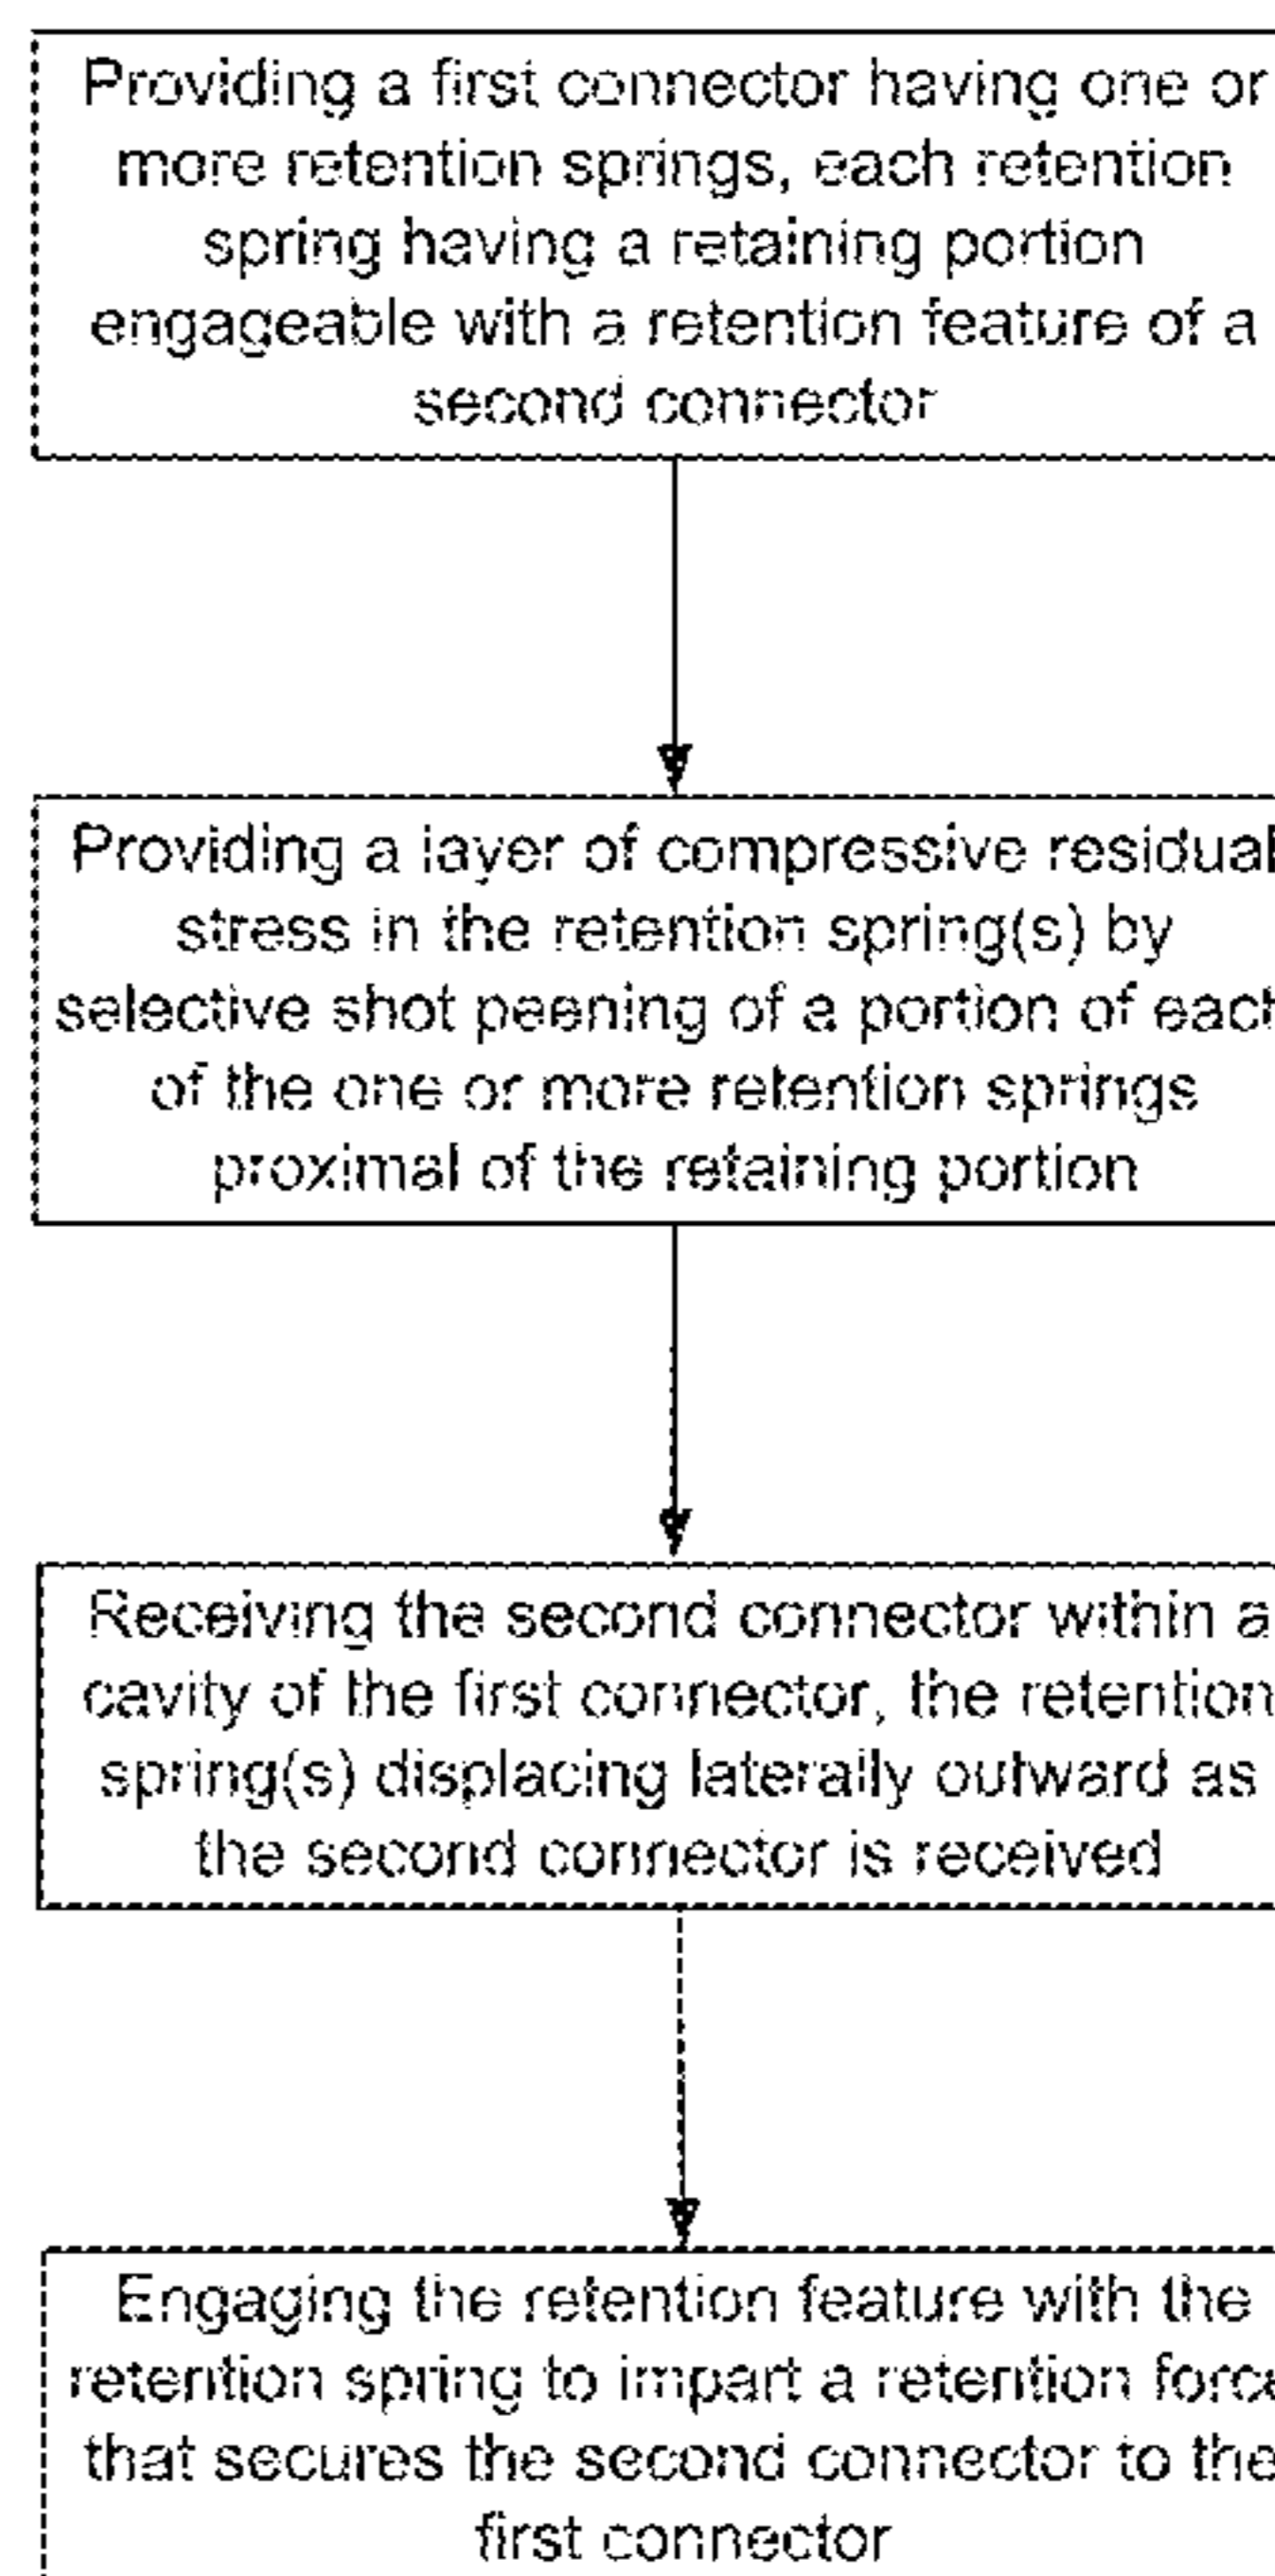 Providing a first connector having one or
more retention springs, each retention
spring having a retaining portion
engageable with a retention feature of a
second connector
Providing a layer of compressive residual
stress in the retention spring(s) by
selective shot peening of a portion of each
of the one or more retention springs
proximal of the retaining portion
Receiving the second connector within a
cavity of the first connector, the retention
spring(s) displacing laterally outward as
the second connector is received
Engaging the retention feature with the
retention spring to impart a retention force
that secures the second connector to the
first connector